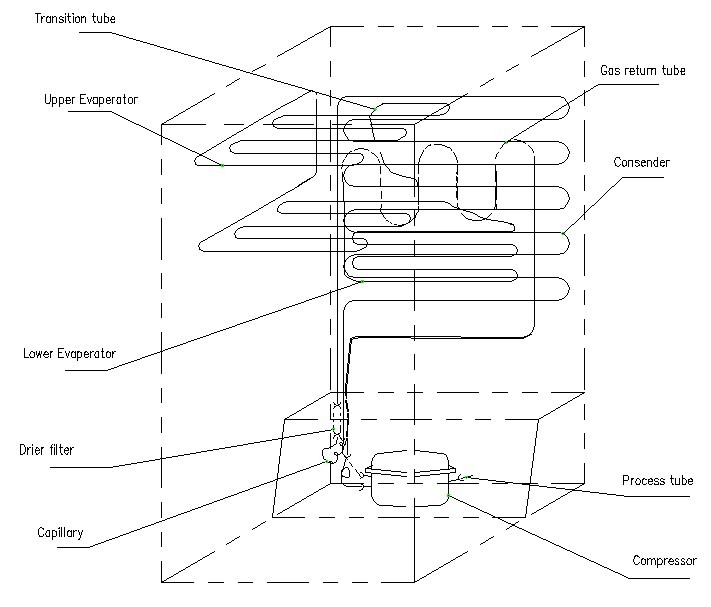 Transition tube
Gas return tube
Upper Evaperator
Consender
Lower Evaperator
Drier filter
Process tube
Capillary
Compressor